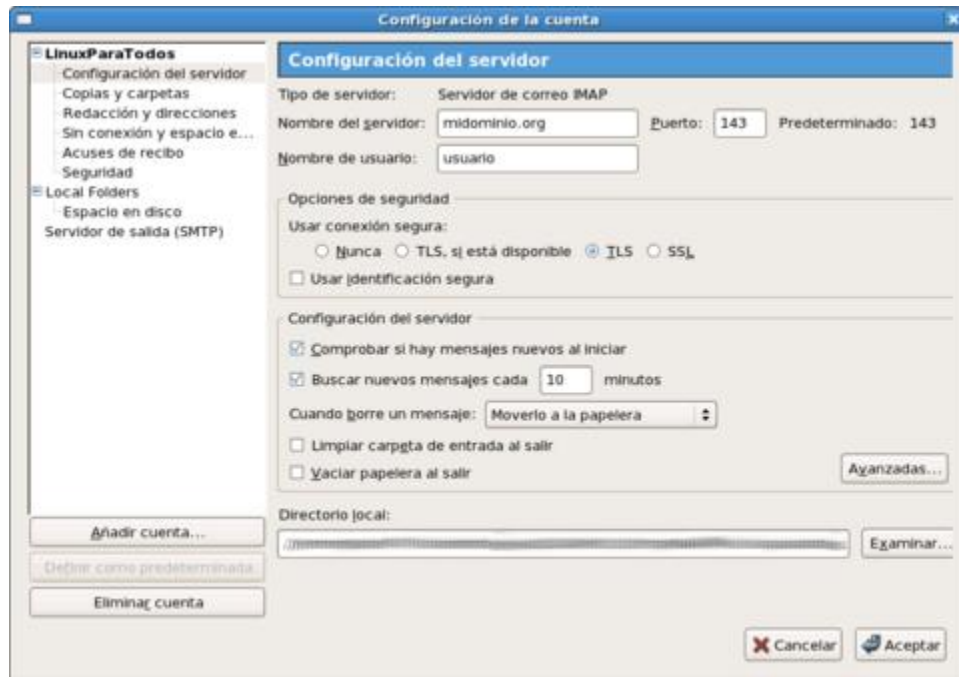 Configuración de la cuenta
LinuxParaTodos
Configuración del servidor
Copias y carpetas
Redacción y direcciones
Sin conexión y espacio e...
Acuses de recibo
Seguridad
Local Folders
Espacio en disco
Servidor de salida (SMTP)
Añadir cuenta...
Definir como predeterminada
Eliminar cuenta
Configuración del servidor
Tipo de servidor: Servidor de correo IMAP
Nombre del servidor: midominio.org Puerto: 143 Predeterminado: 143
Nombre de usuario: usuario
Opciones de seguridad
Usar conexión segura:
Nunca TLS, si está disponible TLS SSL
Usar identificación segura
Configuración del servidor
Comprobar si hay mensajes nuevos al iniciar
Buscar nuevos mensajes cada 10 minutos
Cuando borre un mensaje: Moverlo a la papelera
Limpiar carpeta de entrada al salir
Vaciar papelera al salir
Avanzadas...
Directorio local:
Examinar...
Cancelar Aceptar